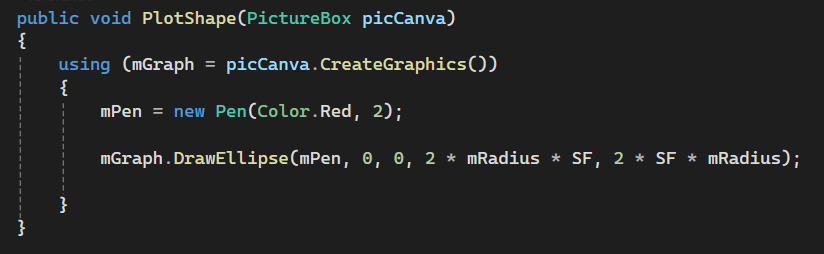 public void PlotShape(PictureBox picCanva)
{
    using (mGraph = picCanva.CreateGraphics())
    {
        mPen = new Pen(Color.Red, 2);

        mGraph.DrawEllipse(mPen, 0, 0, 2 * mRadius * SF, 2 * SF * mRadius);

    }
}